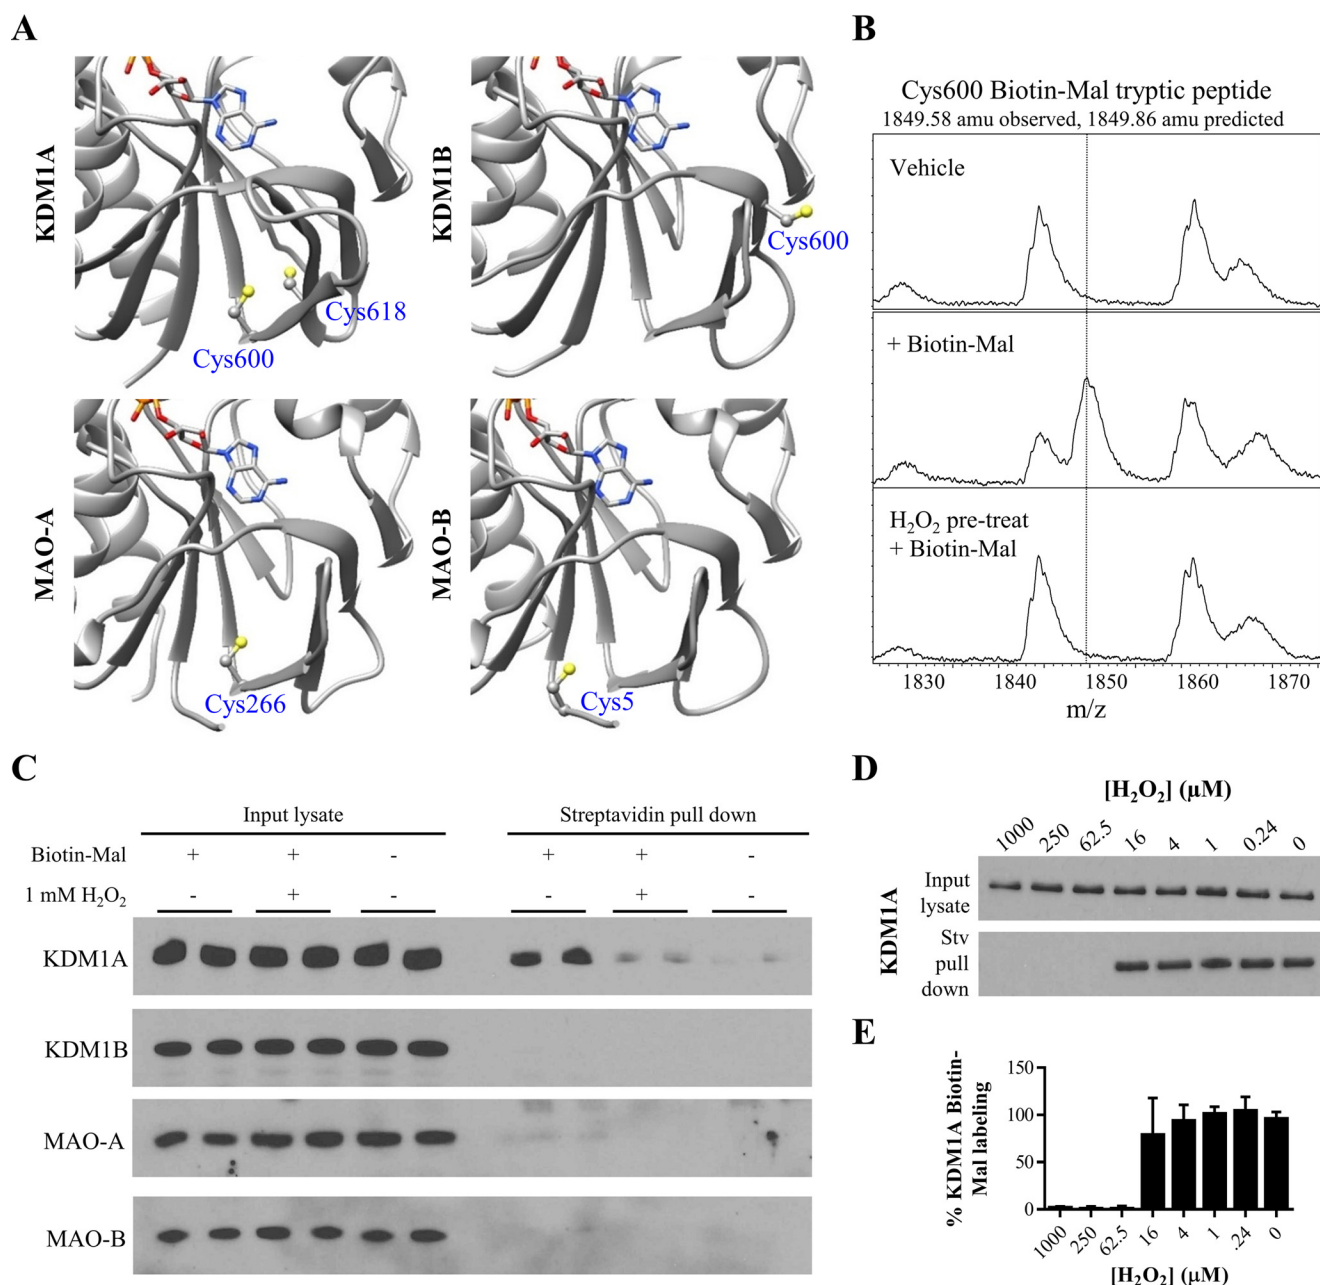 A
KDM1A
Cys600
Cys618
KDM1B
Cys600
MAO-A
Cys266
MAO-B
Cys5
B
Cys600 Biotin-Mal tryptic peptide
1849.58 amu observed, 1849.86 amu predicted
Vehicle
+ Biotin-Mal
H₂O₂ pre-treat
+ Biotin-Mal
1830 1840 1850 1860 1870
m/z
C
Input lysate Streptavidin pull down
Biotin-Mal + + - + + -
1 mM H₂O₂ - + - - + -
KDM1A
KDM1B
MAO-A
MAO-B
D
[H₂O₂] (µM)
1000 250 62.5 16 4 1 0.24 0
KDM1A
Input
lysate
Stv
pull
down
E
% KDM1A Biotin-
Mal labeling
150
100
50
0
1000 250 62.5 16 4 1 .24 0
[H₂O₂] (µM)